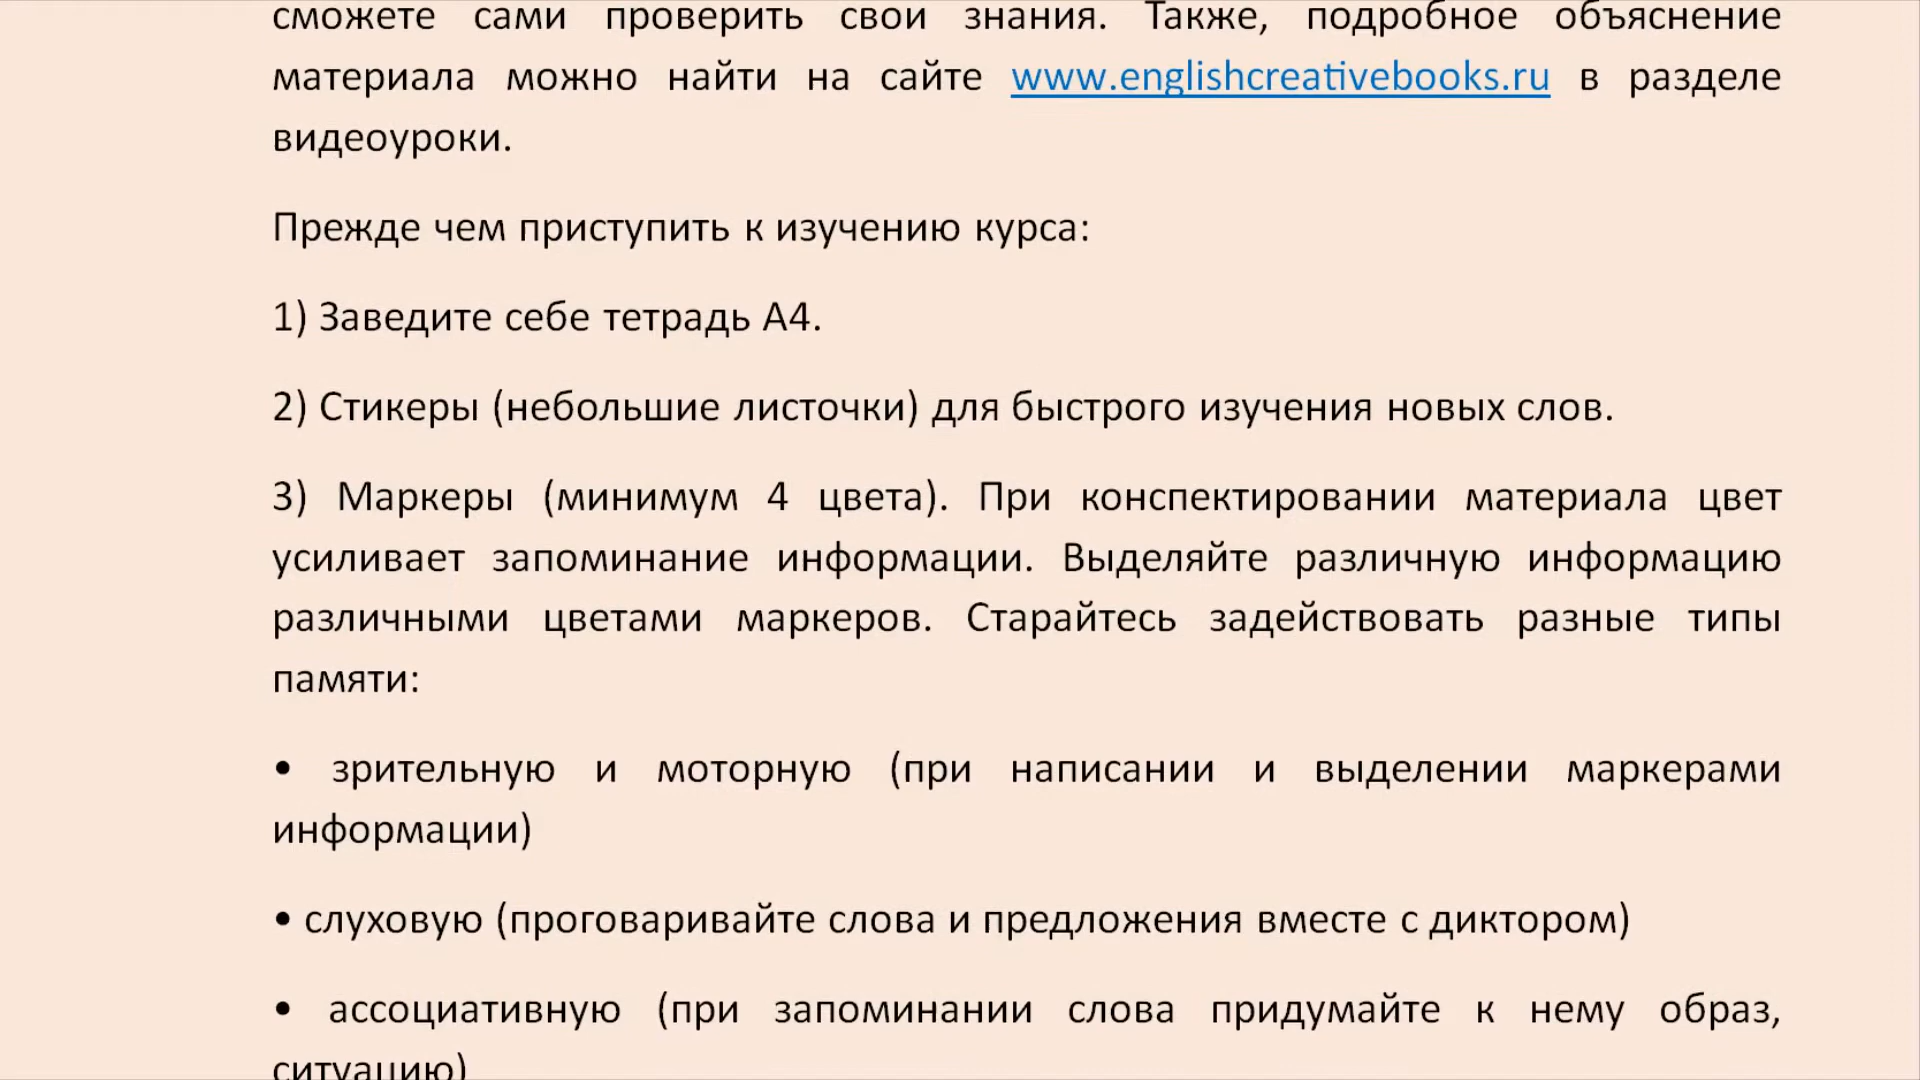 сможете сами проверить свои знания. Также, подробное объяснение
материала можно найти на сайте www.englishcreativebooks.ru в разделе
видеоуроки.
Прежде чем приступить к изучению курса:
1) Заведите себе тетрадь А4.
2) Стикеры (небольшие листочки) для быстрого изучения новых слов.
3) Маркеры (минимум 4 цвета). При конспектировании материала цвет
усиливает запоминание информации. Выделяйте различную информацию
различными цветами маркеров. Старайтесь задействовать разные типы
памяти:
• зрительную и моторную (при написании и выделении маркерами
информации)
• слуховую (проговаривайте слова и предложения вместе с диктором)
• ассоциативную (при запоминании слова придумайте к нему образ,
ситуацию)